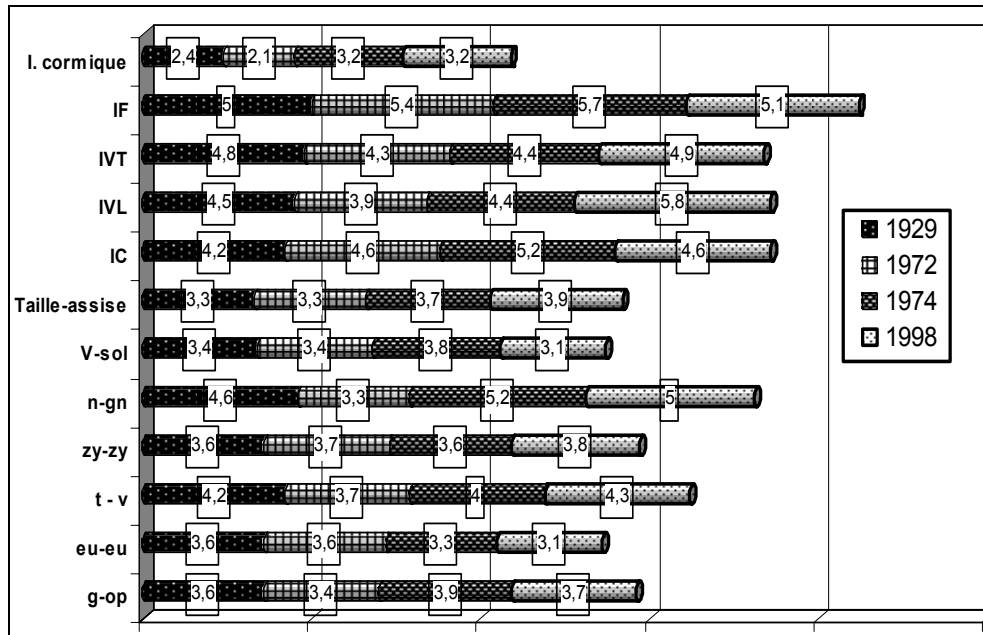 I. cormique 2,4 2,1 3,2 3,2
IF 5 5,4 5,7 5,1
IVT 4,8 4,3 4,4 4,9
IVL 4,5 3,9 4,4 5,8
IC 4,2 4,6 5,2 4,6
Taille-assise 3,3 3,3 3,7 3,9
V-sol 3,4 3,4 3,8 3,1
n-gn 4,6 3,3 5,2 5
zy-zy 3,6 3,7 3,6 3,8
t - v 4,2 3,7 4 4,3
eu-eu 3,6 3,6 3,3 3,1
g-op 3,6 3,4 3,9 3,7
1929
1972
1974
1998